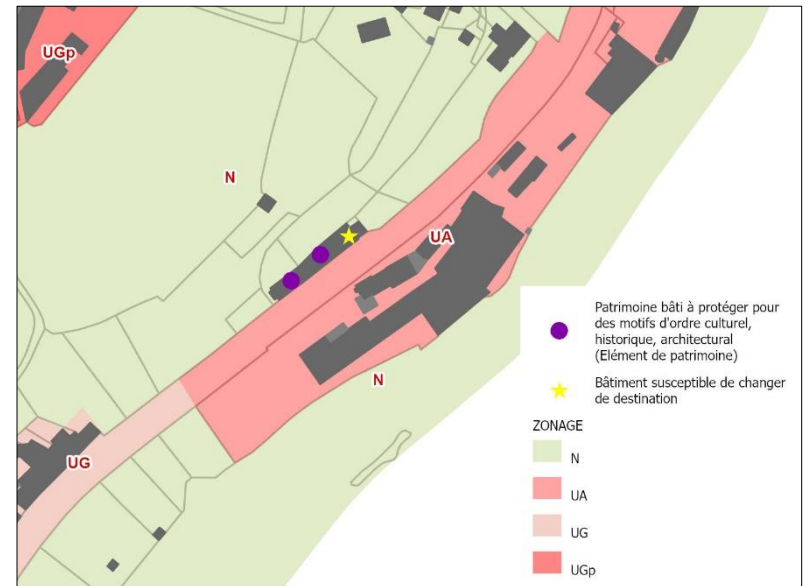 UGp
N
UA
N
UG
Patrimoine bâti à protéger pour
des motifs d'ordre culturel,
historique, architectural
(Elément de patrimoine)
Bâtiment susceptible de changer
de destination
ZONAGE
N
UA
UG
UGp